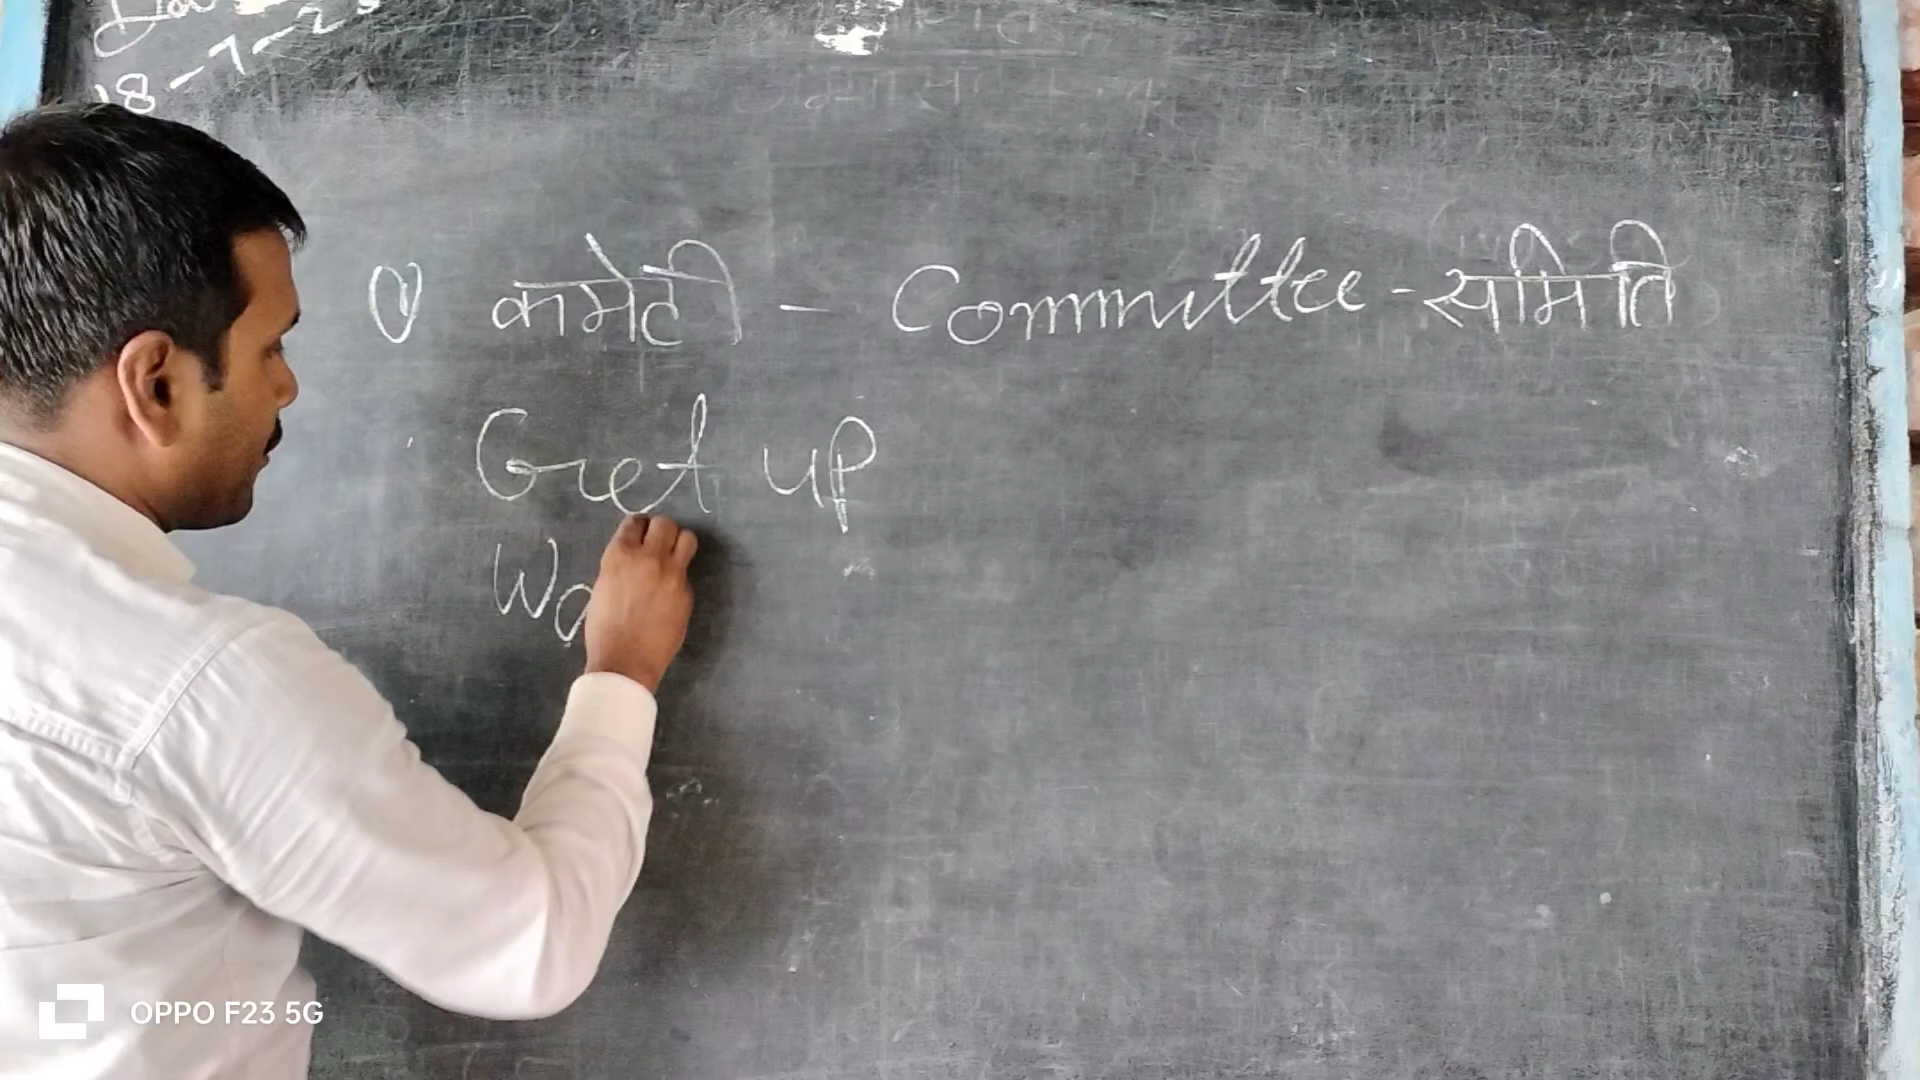 18-7-2
① कमेटी - Committee - समिति
Get up
Wa
OPPO F23 5G